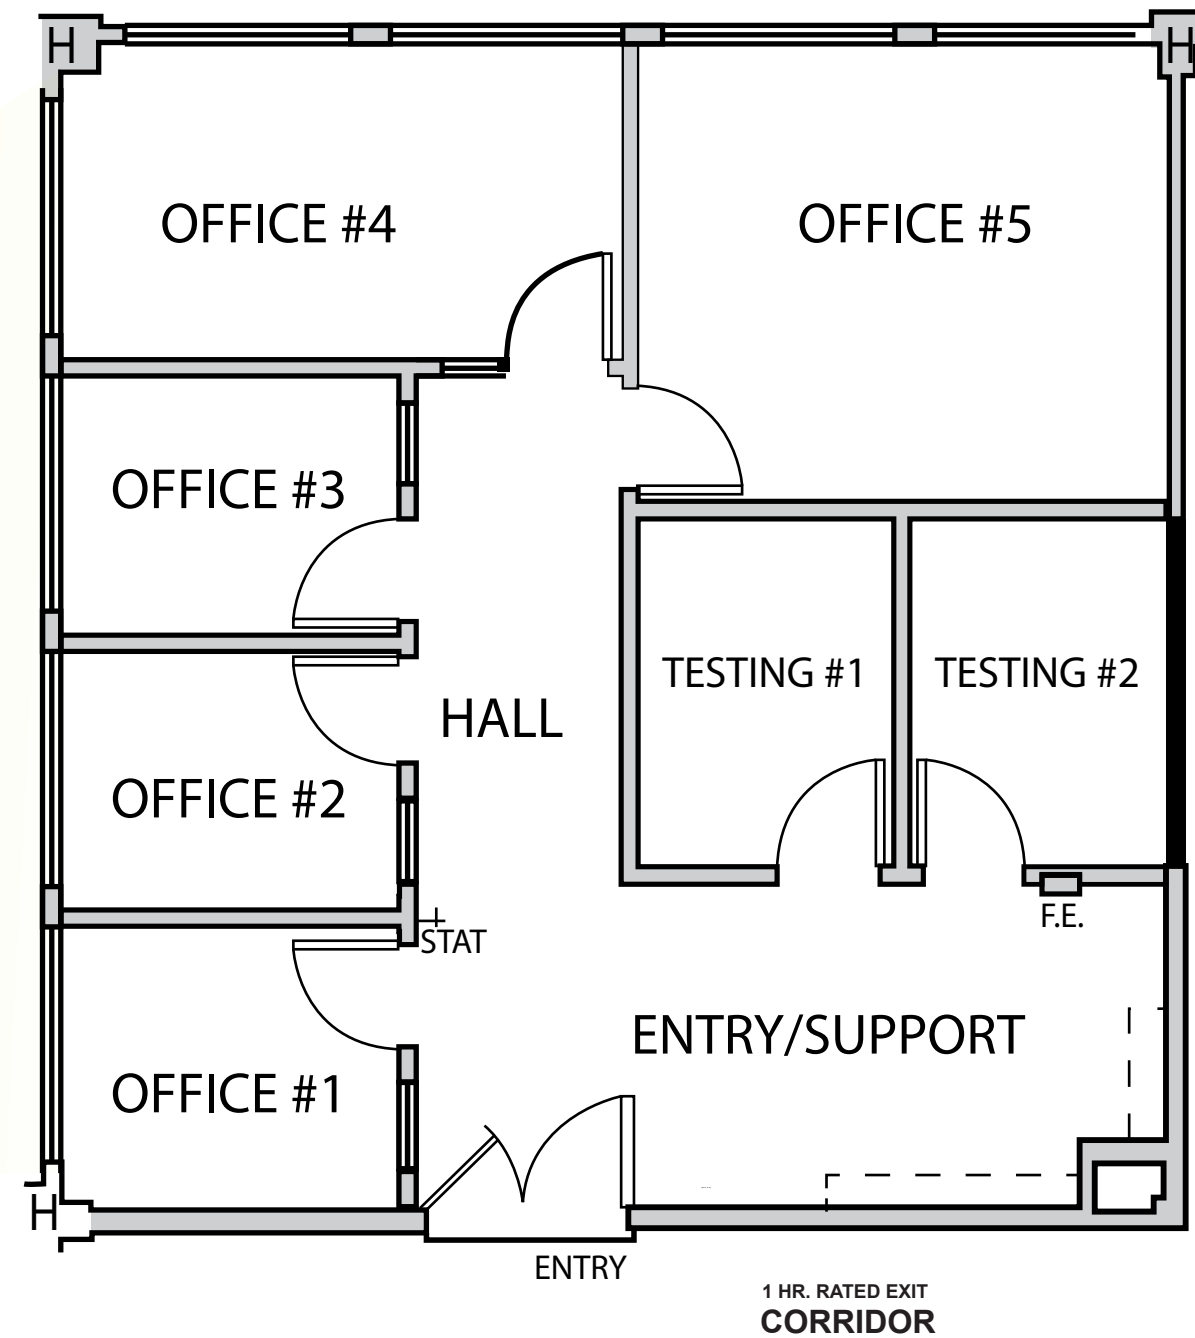 H
H
OFFICE #4
OFFICE #5
OFFICE #3
TESTING #1
TESTING #2
HALL
OFFICE #2
F.E.
STAT
ENTRY/SUPPORT
OFFICE #1
H
ENTRY
1 HR. RATED EXIT
CORRIDOR